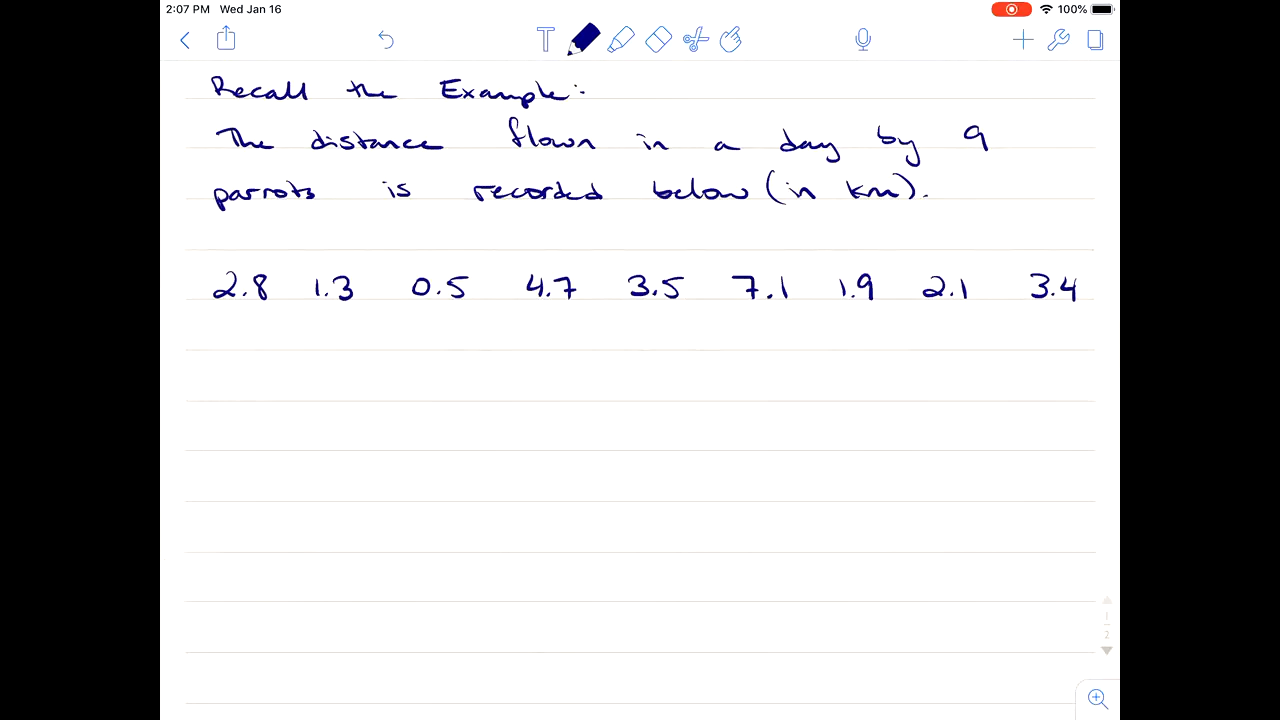 2:07 PM Wed Jan 16 100%
T
Recall the Example:
The distance flown in a day by 9
parrots is recorded below (in km).
2.8 1.3 0.5 4.7 3.5 7.1 1.9 2.1 3.4
1
2